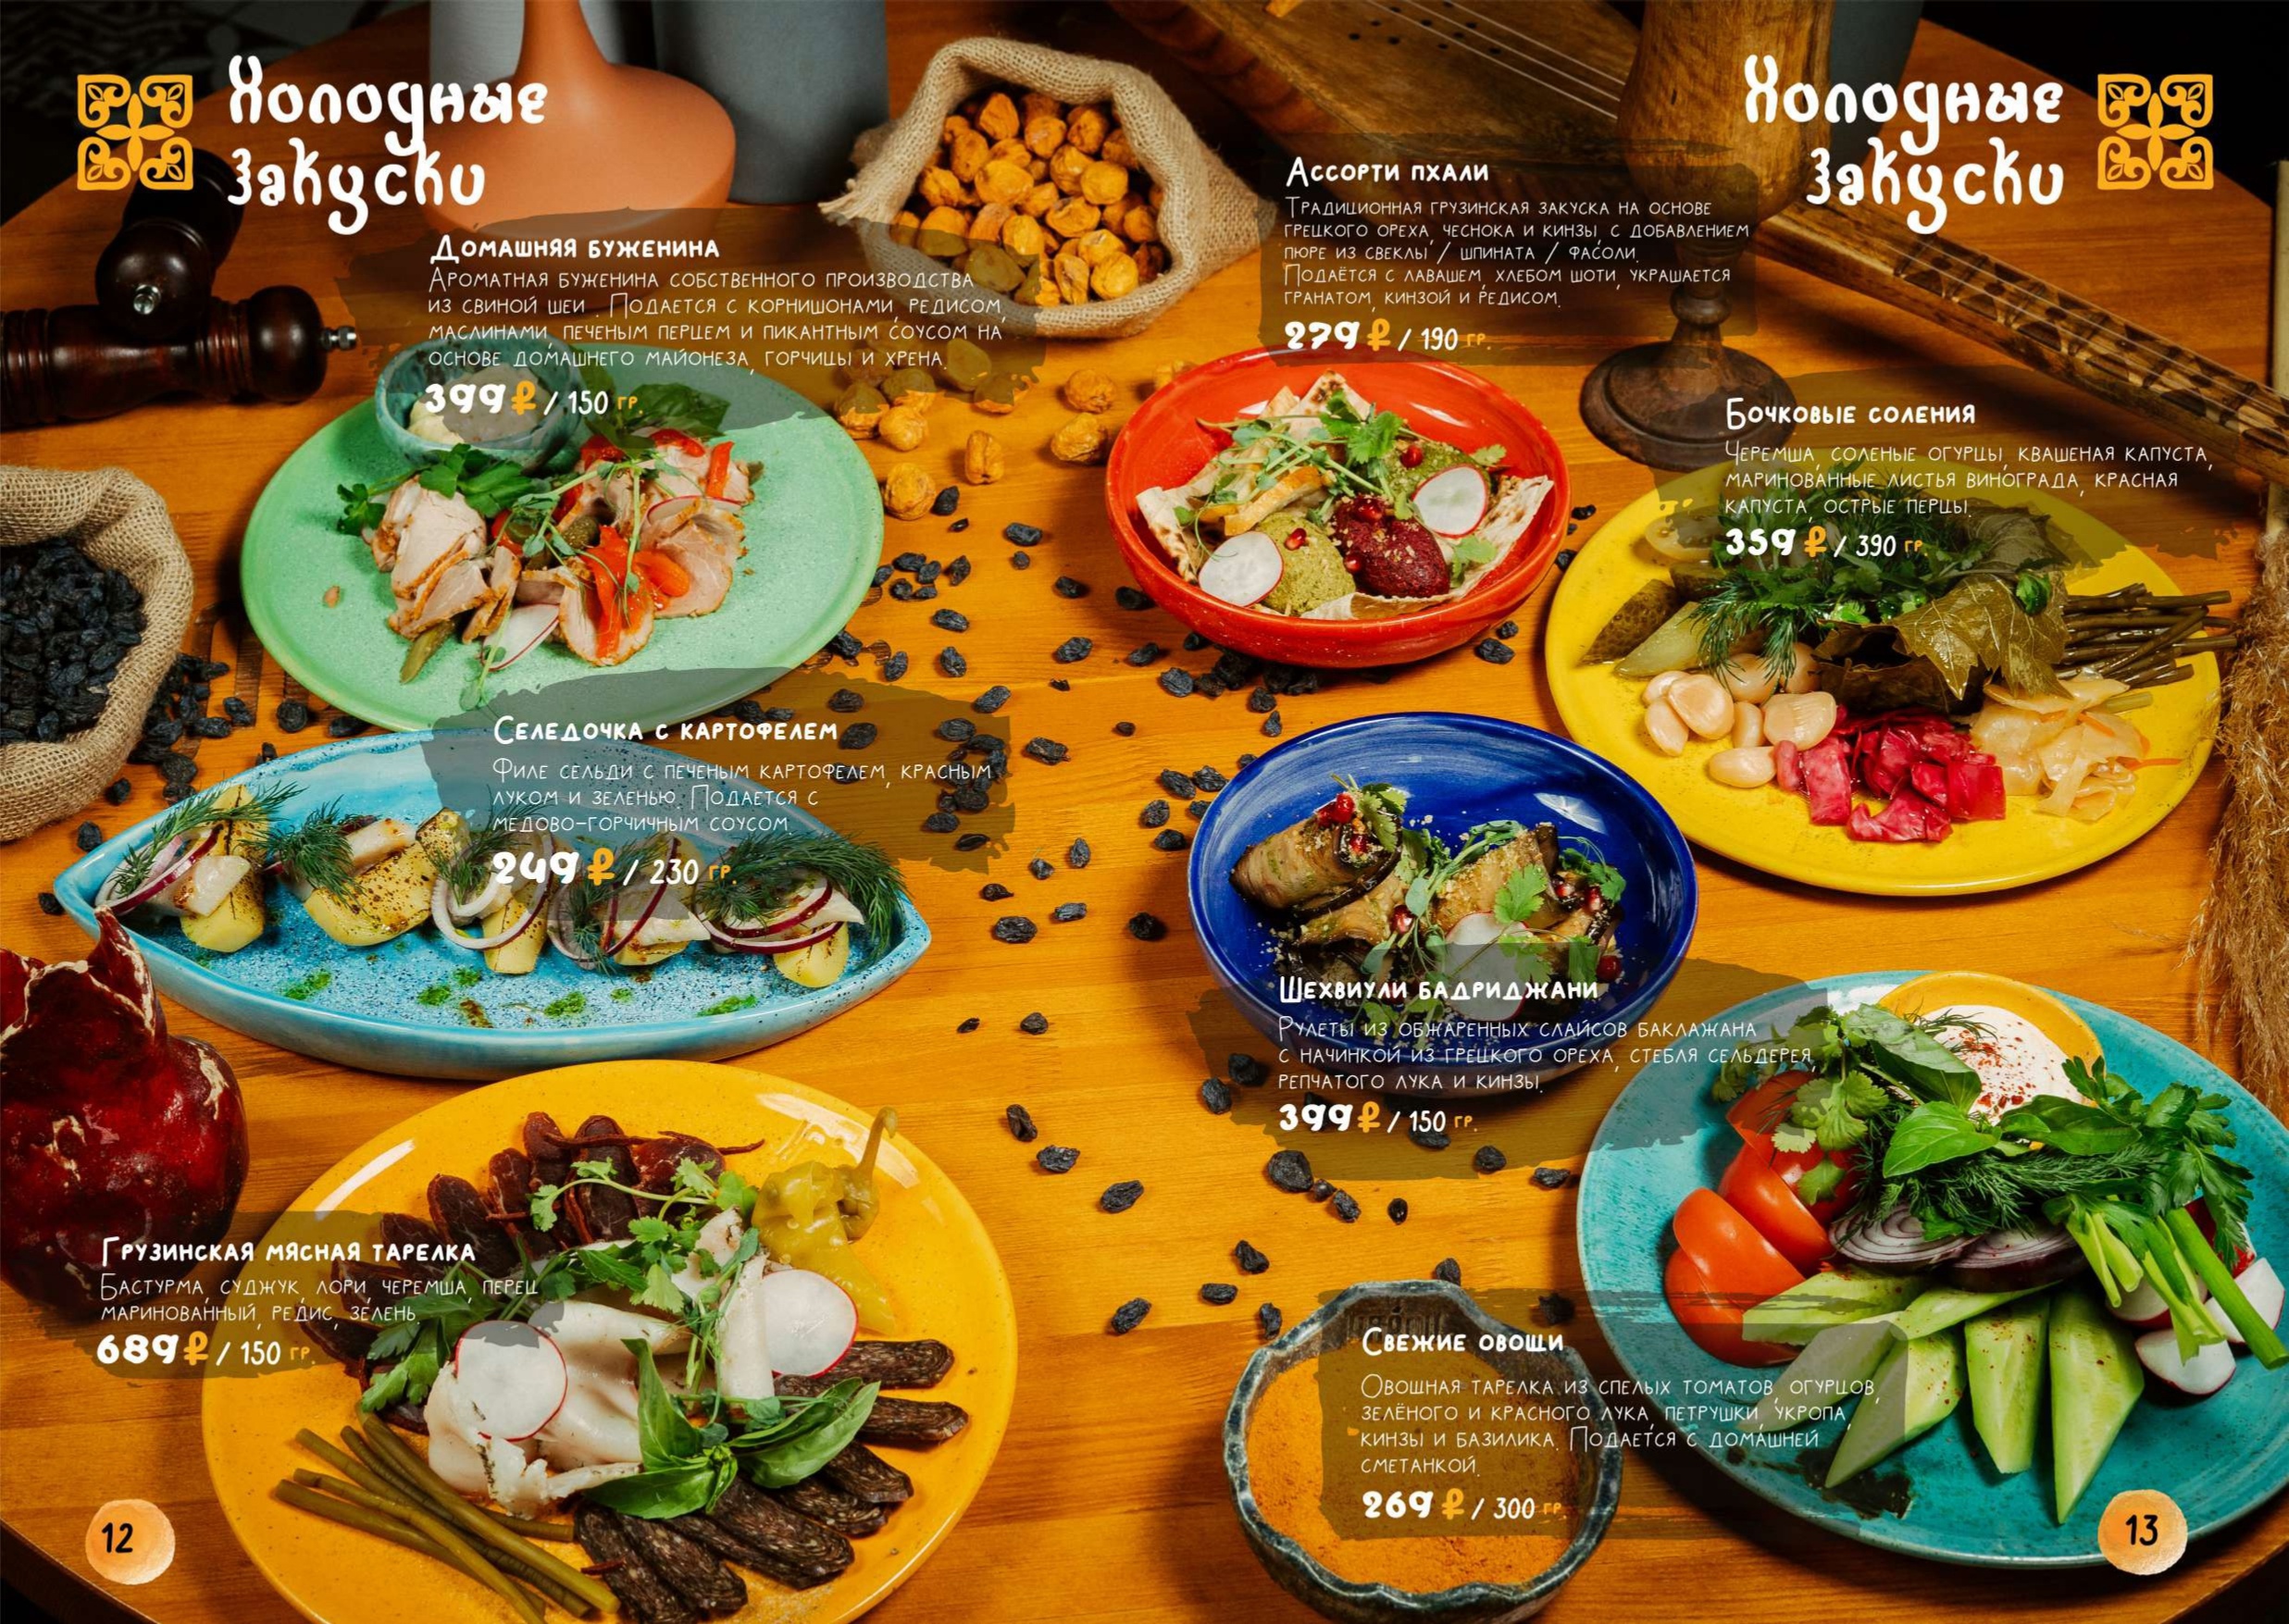 Холодные
закуски
Домашняя буженина
Ароматная буженина собственного производства
из свиной шеи . Подается с корнишонами, редисом,
маслинами, печеным перцем и пикантным соусом на
основе домашнего майонеза, горчицы и хрена.
399 ₽ / 150 гр.
Селедочка с картофелем
Филе сельди с печеным картофелем, красным
луком и зеленью. Подается с
медово-горчичным соусом
249 ₽ / 230 гр.
Грузинская мясная тарелка
Бастурма, суджук, лори, черемша, перец
маринованный, редис, зелень.
689 ₽ / 150 гр.
12
Холодные
закуски
Ассорти пхали
Традиционная грузинская закуска на основе
грецкого ореха, чеснока и кинзы, с добавлением
пюре из свеклы / шпината / фасоли.
Подаётся с лавашем, хлебом шоти, украшается
гранатом, кинзой и редисом.
279 ₽ / 190 гр.
Бочковые соления
Черемша, соленые огурцы, квашеная капуста,
маринованные листья винограда, красная
капуста, острые перцы.
359 ₽ / 390 гр.
Шехвиули бадриджани
Рулеты из обжаренных слайсов баклажана
с начинкой из грецкого ореха, стебля сельдерея,
репчатого лука и кинзы.
399 ₽ / 150 гр.
Свежие овощи
Овощная тарелка из спелых томатов, огурцов,
зелёного и красного лука, петрушки, укропа,
кинзы и базилика. Подается с домашней
сметанкой.
269 ₽ / 300 гр.
13